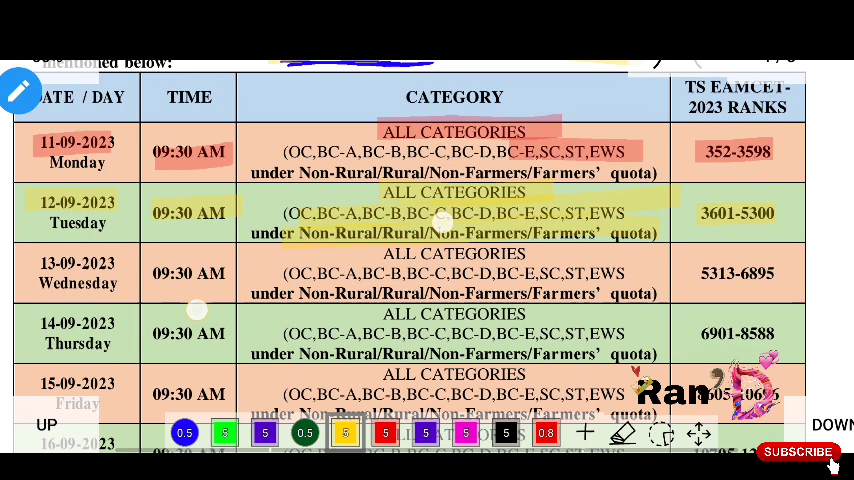 mentioned below:
DATE / DAY TIME CATEGORY TS EAMCET-
2023 RANKS
11-09-2023
Monday
09:30 AM
ALL CATEGORIES
(OC,BC-A,BC-B,BC-C,BC-D,BC-E,SC,ST,EWS
under Non-Rural/Rural/Non-Farmers/Farmers' quota)
352-3598
12-09-2023
Tuesday
09:30 AM
ALL CATEGORIES
(OC,BC-A,BC-B,BC-C,BC-D,BC-E,SC,ST,EWS
under Non-Rural/Rural/Non-Farmers/Farmers' quota)
3601-5300
13-09-2023
Wednesday
09:30 AM
ALL CATEGORIES
(OC,BC-A,BC-B,BC-C,BC-D,BC-E,SC,ST,EWS
under Non-Rural/Rural/Non-Farmers/Farmers' quota)
5313-6895
14-09-2023
Thursday
09:30 AM
ALL CATEGORIES
(OC,BC-A,BC-B,BC-C,BC-D,BC-E,SC,ST,EWS
under Non-Rural/Rural/Non-Farmers/Farmers' quota)
6901-8588
15-09-2023
Friday
09:30 AM
ALL CATEGORIES
(OC,BC-A,BC-B,BC-C,BC-D,BC-E,SC,ST,EWS
under Non-Rural/Rural/Non-Farmers/Farmers' quota)
Ran'D
UP
0.5 5 5 0.5 5 5 5 5 5 0.8
DOWN
16-09-2023
ALL CATEGORIES
SUBSCRIBE